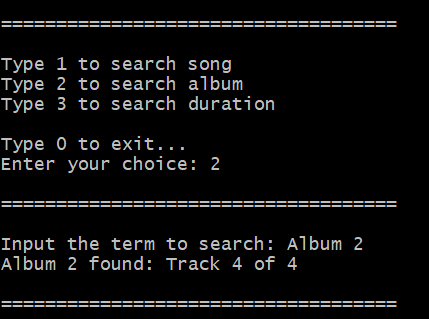 ====================================
Type 1 to search song
Type 2 to search album
Type 3 to search duration
Type 0 to exit...
Enter your choice: 2
====================================
Input the term to search: Album 2
Album 2 found: Track 4 of 4
====================================